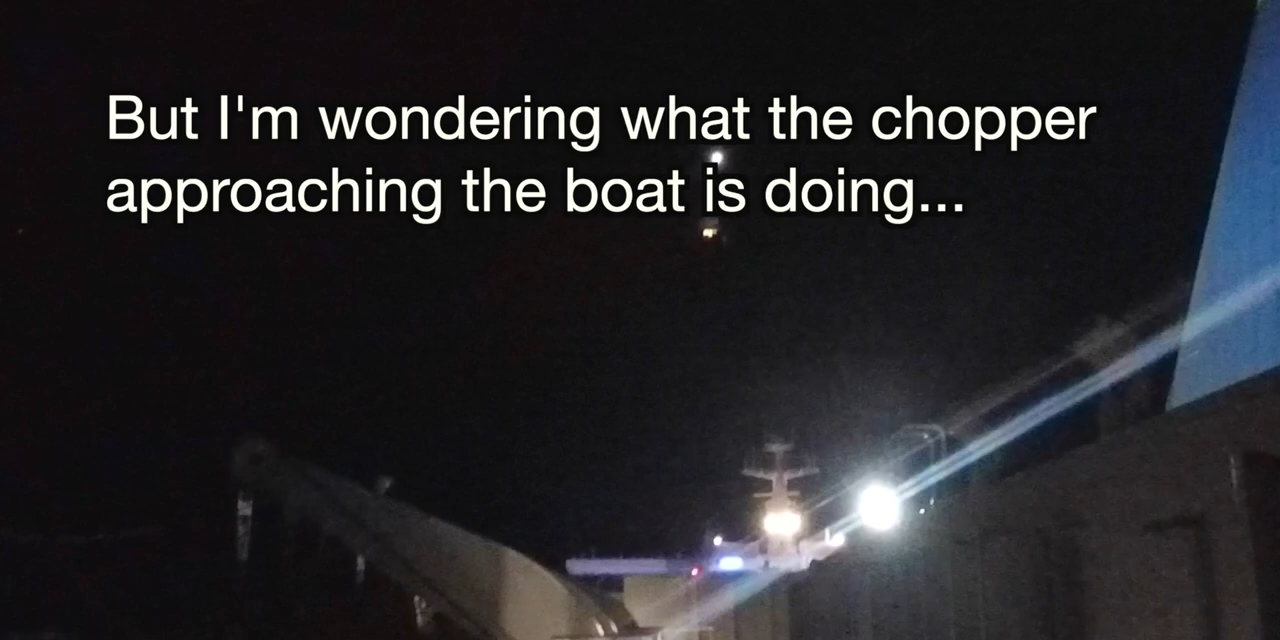 But I'm wondering what the chopper
approaching the boat is doing...